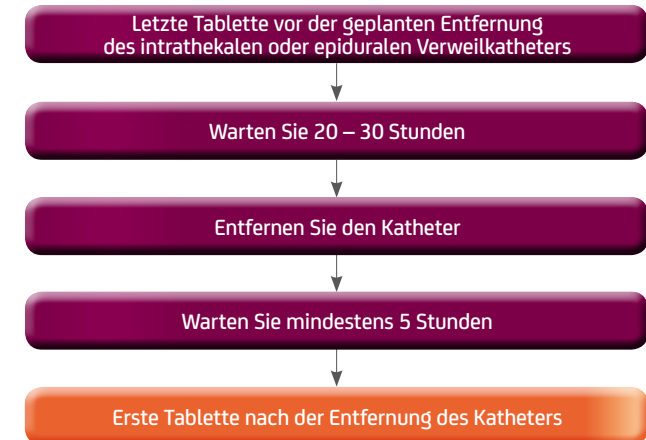 Letzte Tablette vor der geplanten Entfernung
des intrathekalen oder epiduralen Verweilkatheters
Warten Sie 20 – 30 Stunden
Entfernen Sie den Katheter
Warten Sie mindestens 5 Stunden
Erste Tablette nach der Entfernung des Katheters